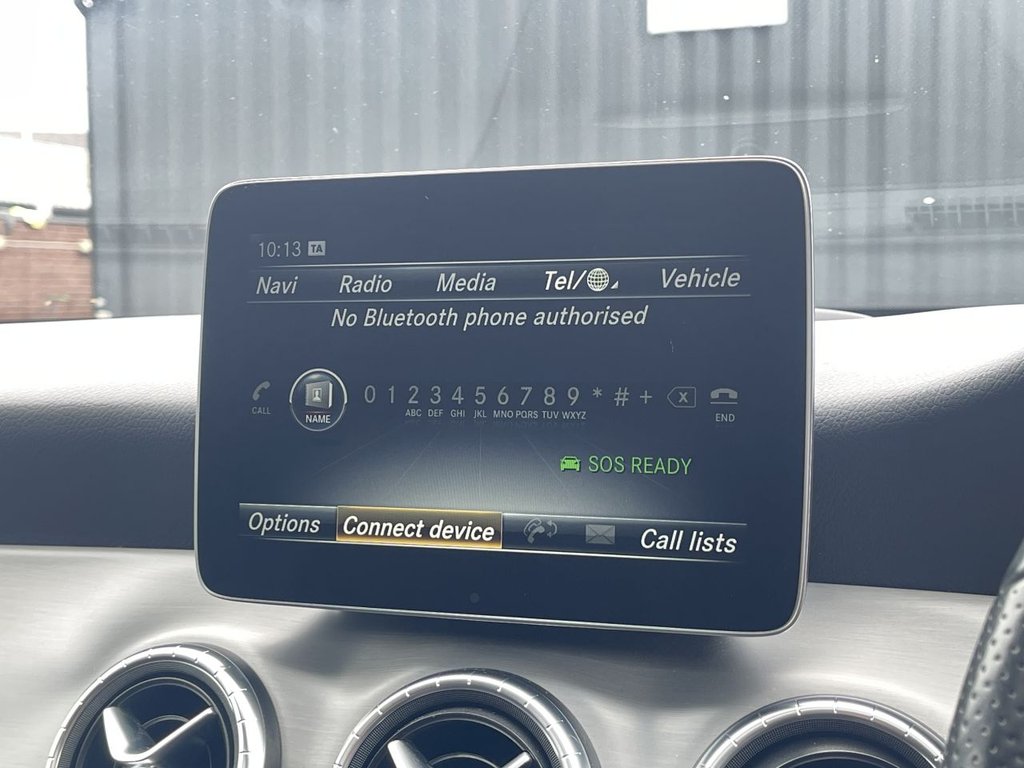 10:13 TA
Navi Radio Media Tel/ Vehicle
No Bluetooth phone authorised
0 1 2 3 4 5 6 7 8 9 * # + X
CALL NAME ABC DEF GHI JKL MNO PQRS TUV WXYZ END
SOS READY
Options Connect device Call lists